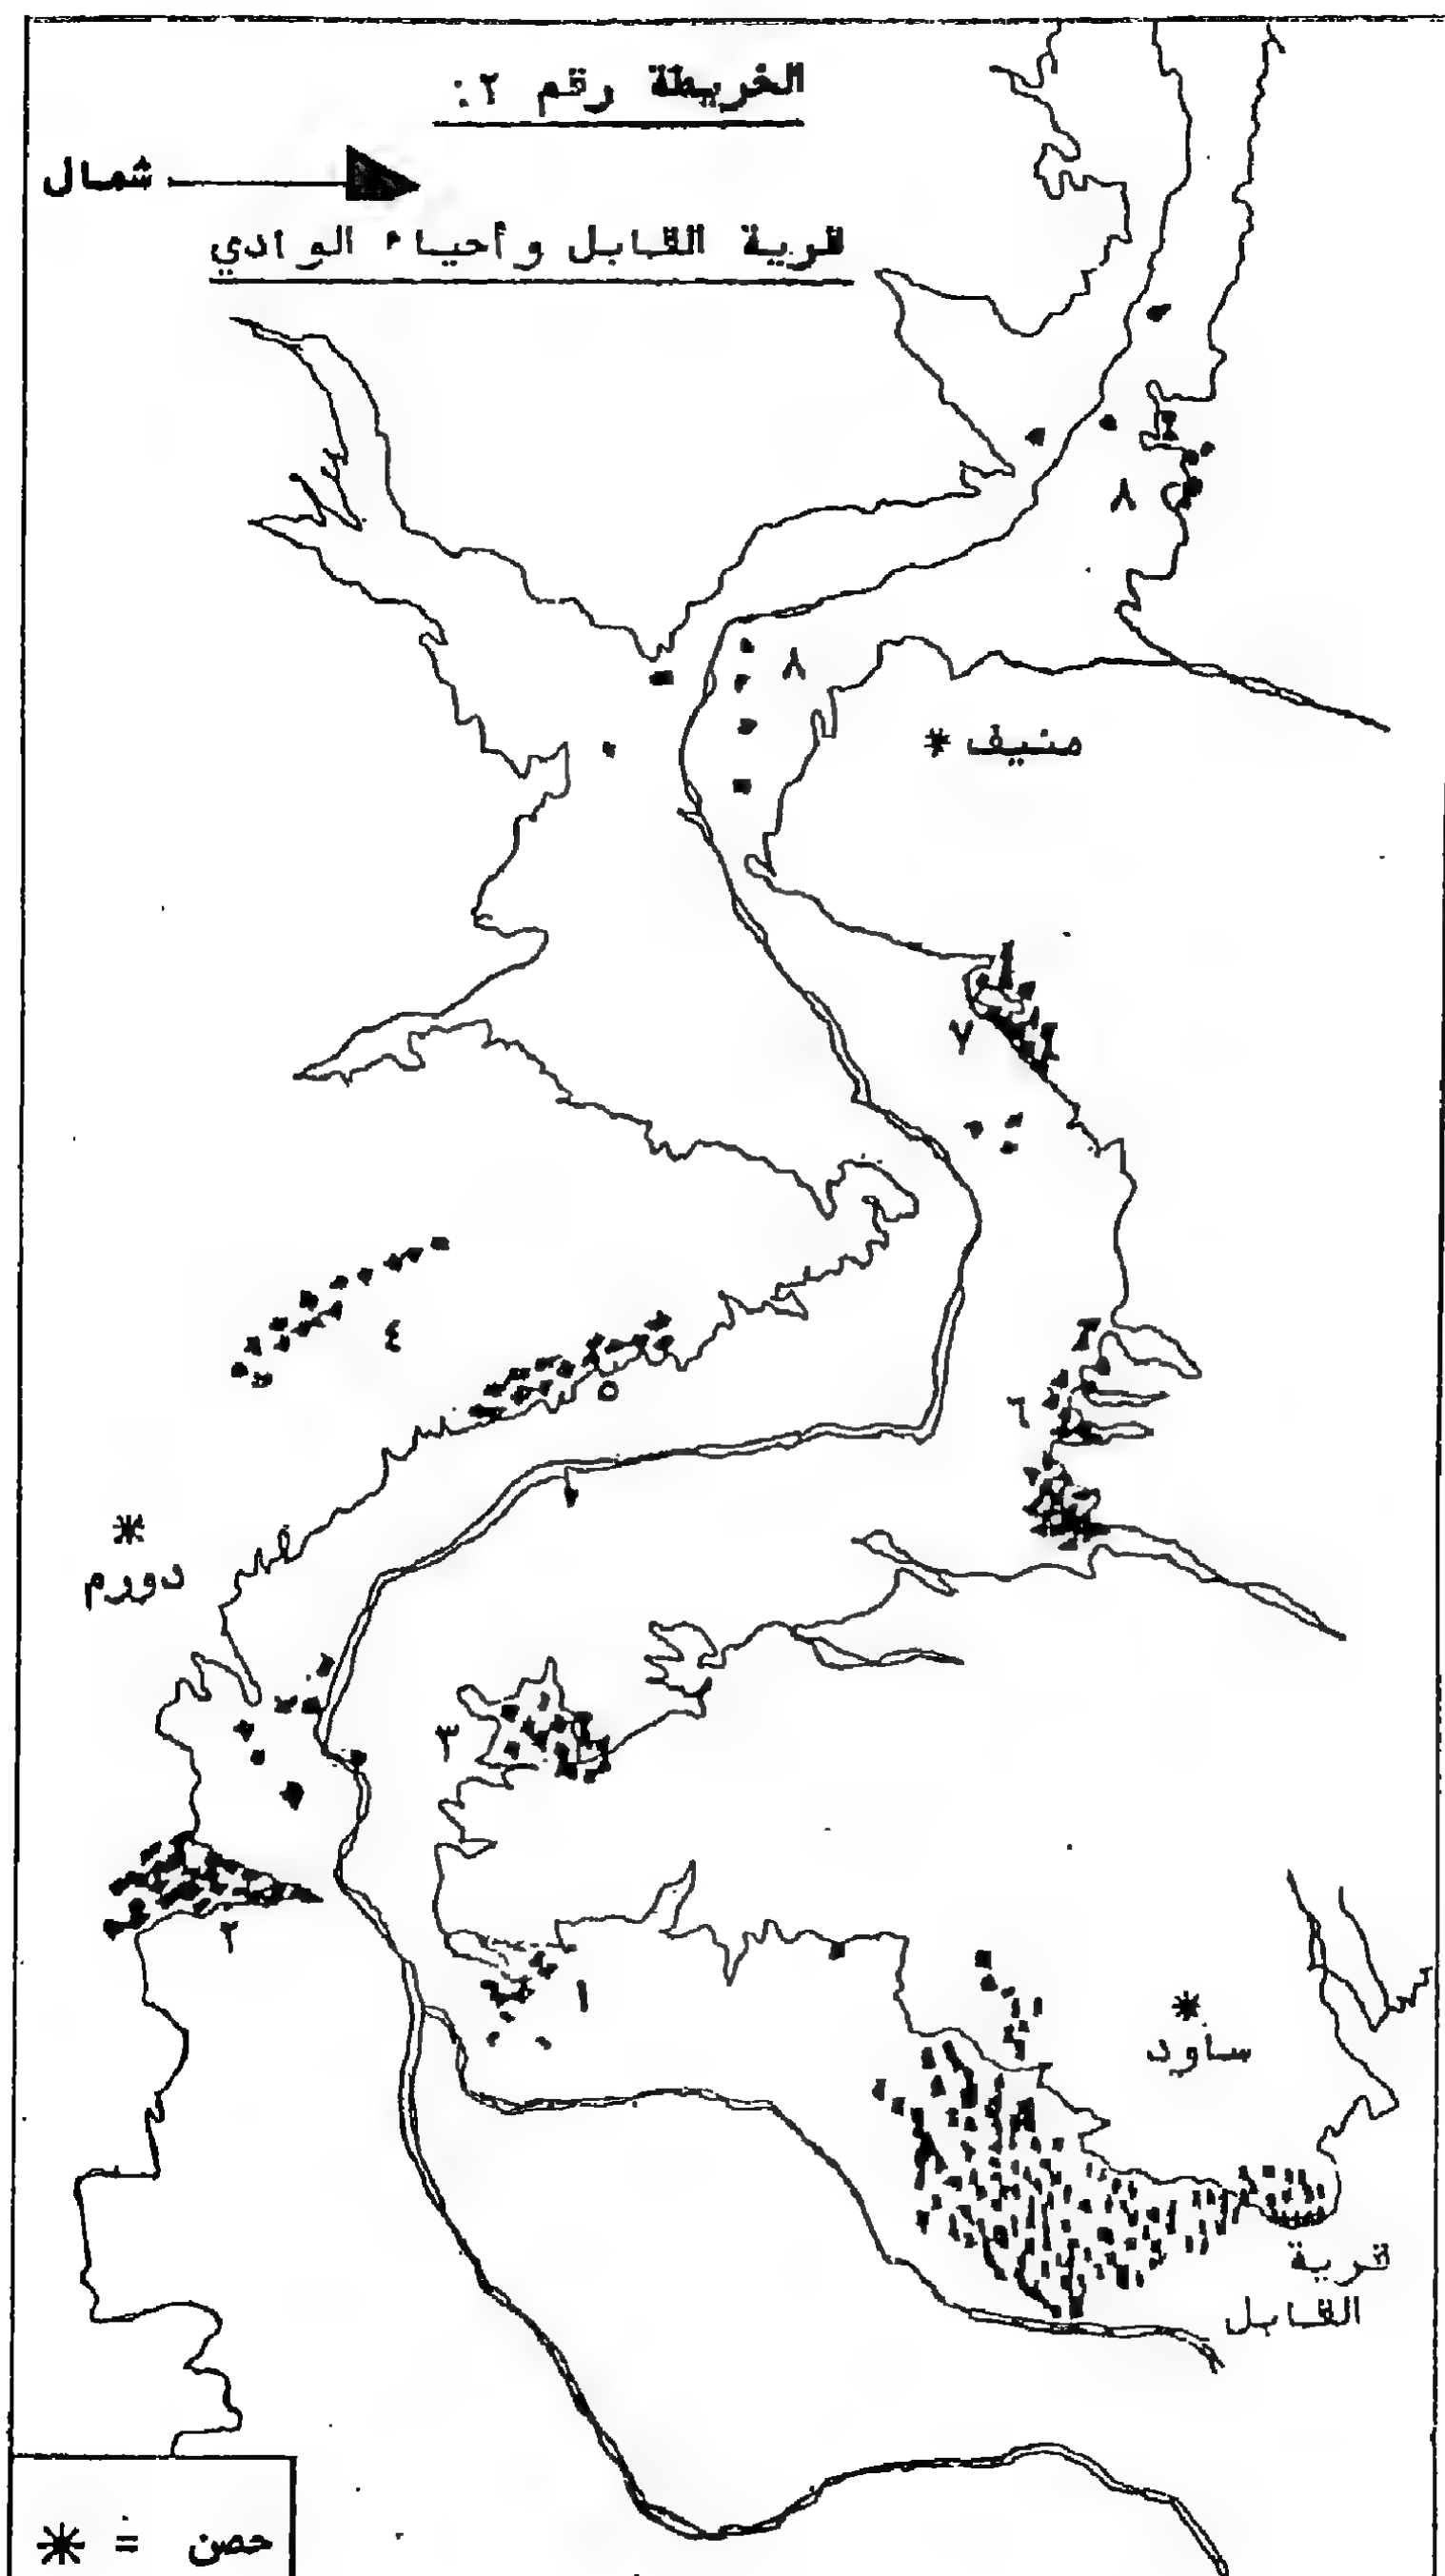 الخريطة رقم ٢:
شمال
قرية القابل وأحياء الوادي
٨
٨
منيف *
٧
٤
٥
٦
*
دورم
٣
٢
١
*
ساود
قرية
القابل
* = حصن